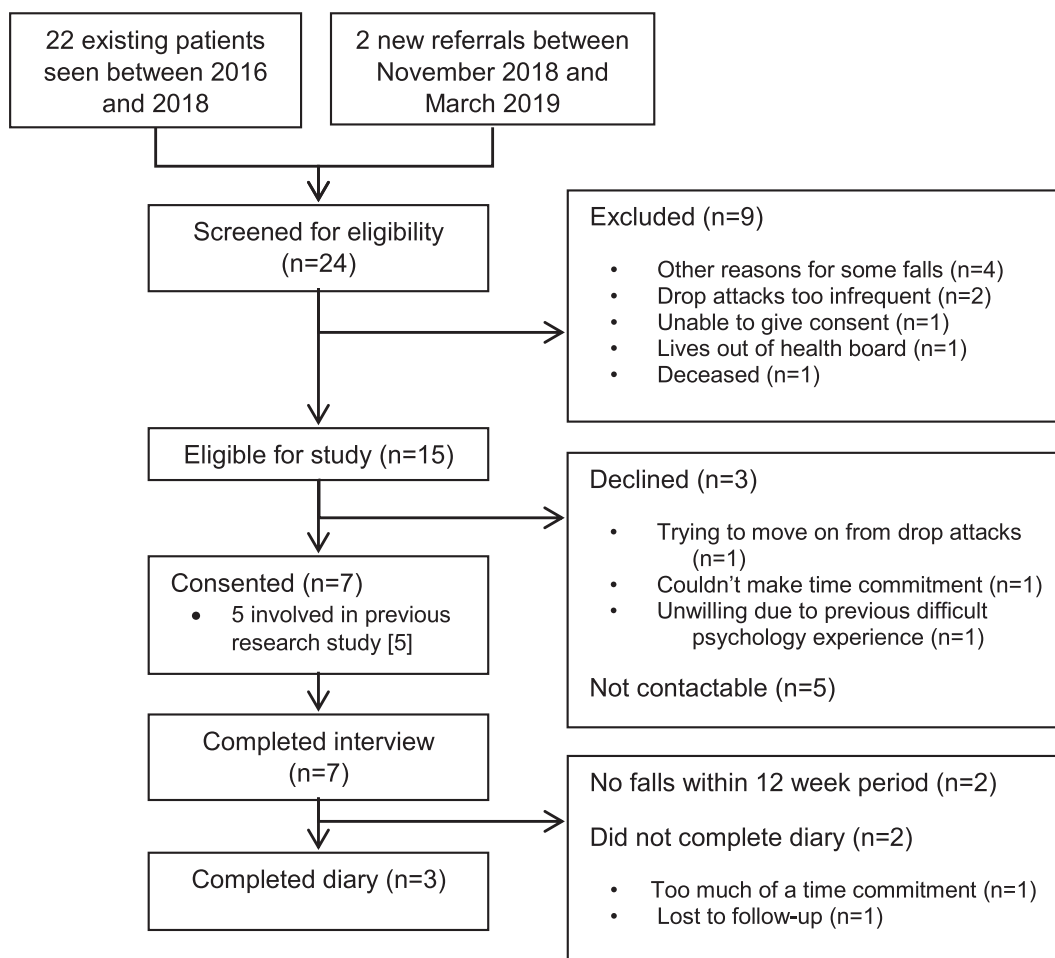 22 existing patients
seen between 2016
and 2018
2 new referrals between
November 2018 and
March 2019
Screened for eligibility
(n=24)
Excluded (n=9)
• Other reasons for some falls (n=4)
• Drop attacks too infrequent (n=2)
• Unable to give consent (n=1)
• Lives out of health board (n=1)
• Deceased (n=1)
Eligible for study (n=15)
Declined (n=3)
• Trying to move on from drop attacks
(n=1)
• Couldn’t make time commitment (n=1)
• Unwilling due to previous difficult
psychology experience (n=1)
Not contactable (n=5)
Consented (n=7)
• 5 involved in previous
research study [5]
Completed interview
(n=7)
No falls within 12 week period (n=2)
Did not complete diary (n=2)
• Too much of a time commitment (n=1)
• Lost to follow-up (n=1)
Completed diary (n=3)